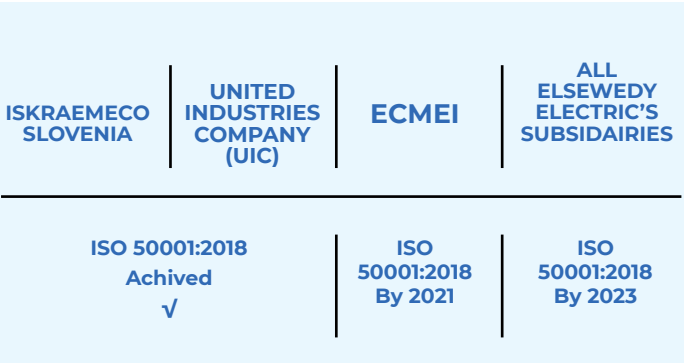 ISKRAEMECO
SLOVENIA
UNITED
INDUSTRIES
COMPANY
(UIC)
ECMEI
ALL
ELSEWEDY
ELECTRIC’S
SUBSIDAIRIES
ISO 50001:2018
Achived
√
ISO
50001:2018
By 2021
ISO
50001:2018
By 2023